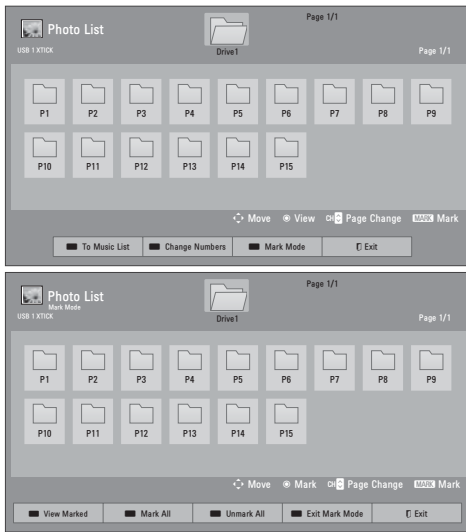 Page 1/1
Photo List
USB 1 XTICK
Drive1
Page 1/1
P1 P2 P3 P4 P5 P6 P7 P8 P9
P10 P11 P12 P13 P14 P15
Move View CH Page Change MARK Mark
To Music List Change Numbers Mark Mode Exit
Page 1/1
Photo List
Mark Mode
USB 1 XTICK
Drive1
Page 1/1
P1 P2 P3 P4 P5 P6 P7 P8 P9
P10 P11 P12 P13 P14 P15
Move Mark CH Page Change MARK Mark
View Marked Mark All Unmark All Exit Mark Mode Exit